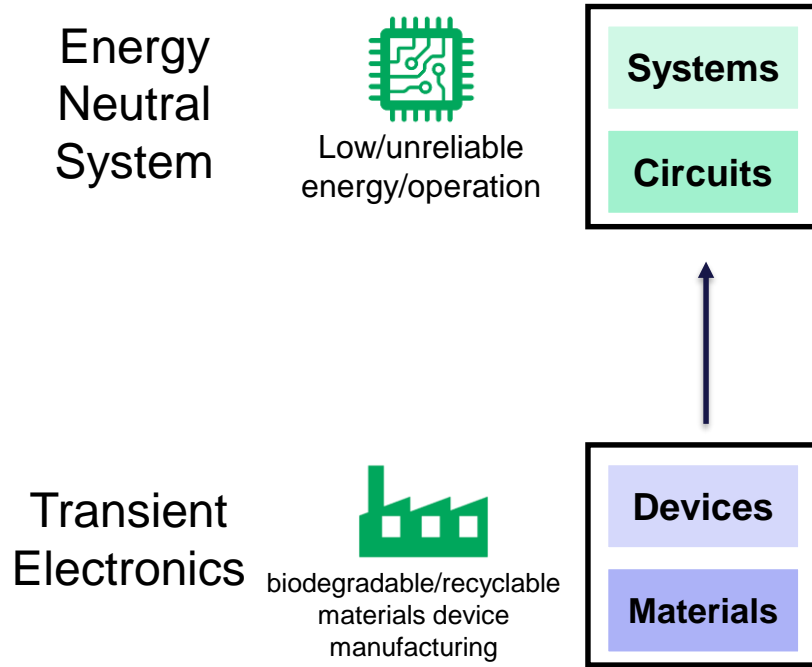 Energy
Neutral
System
Low/unreliable
energy/operation
Systems
Circuits
Transient
Electronics
biodegradable/recyclable
materials device
manufacturing
Devices
Materials